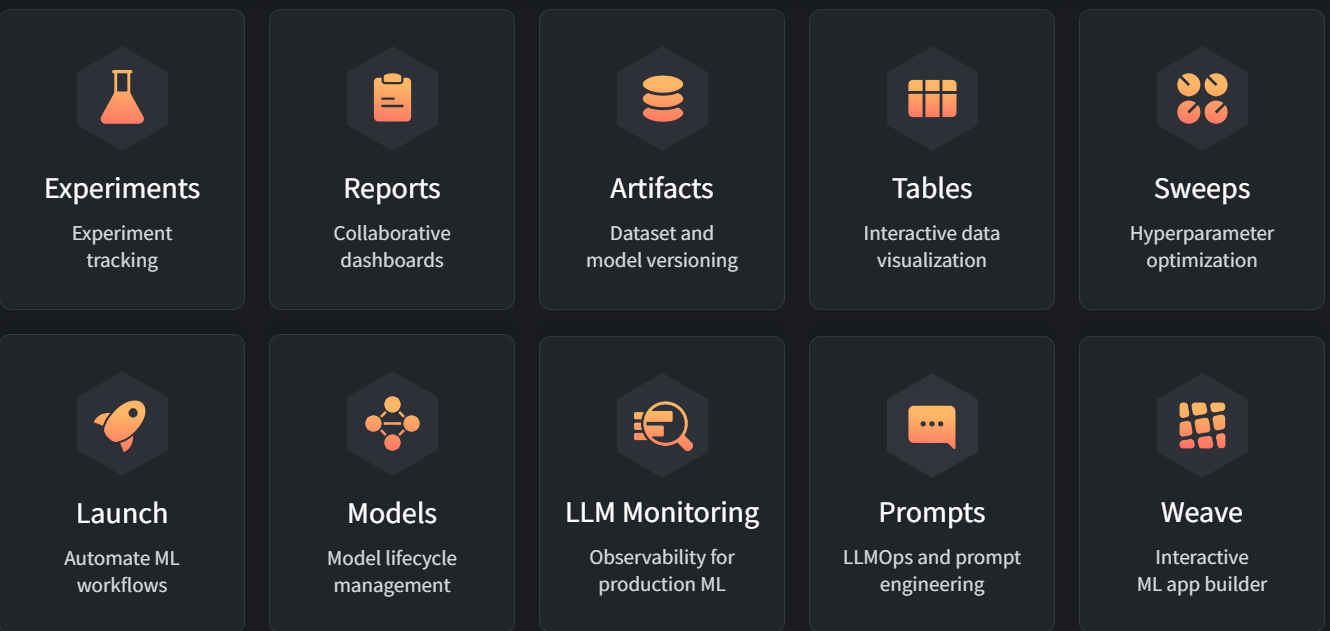 Experiments
Experiment
tracking
Reports
Collaborative
dashboards
Artifacts
Dataset and
model versioning
Tables
Interactive data
visualization
Sweeps
Hyperparameter
optimization
Launch
Automate ML
workflows
Models
Model lifecycle
management
LLM Monitoring
Observability for
production ML
Prompts
LLMOps and prompt
engineering
Weave
Interactive
ML app builder